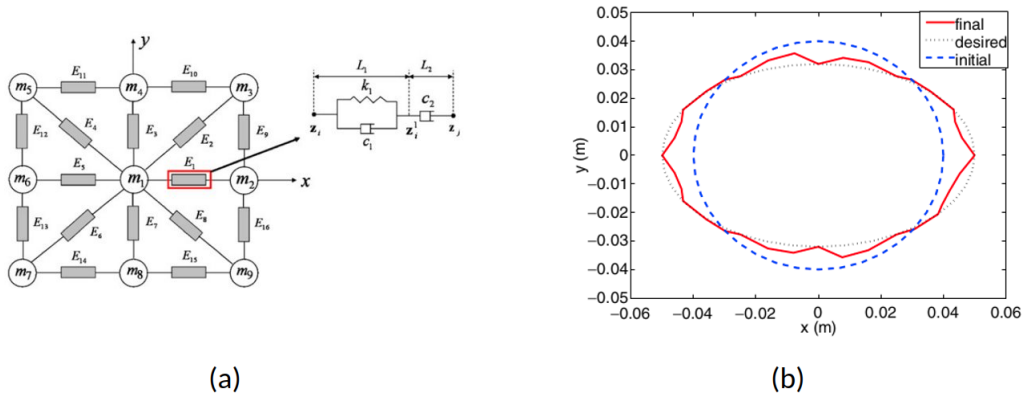 y
E11 E10
m5 m4 m3
E12 E4 E3 E2 E9
L1 L2
k1
c2
zi zi1 zj
c1
E5 E1
m6 m1 m2 x
E13 E6 E7 E8 E16
E14 E15
m7 m8 m9
(a)
0.05
0.04
0.03
0.02
0.01
0
−0.01
−0.02
−0.03
−0.04
−0.05
y (m)
−0.06 −0.04 −0.02 0 0.02 0.04 0.06
x (m)
final
desired
initial
(b)